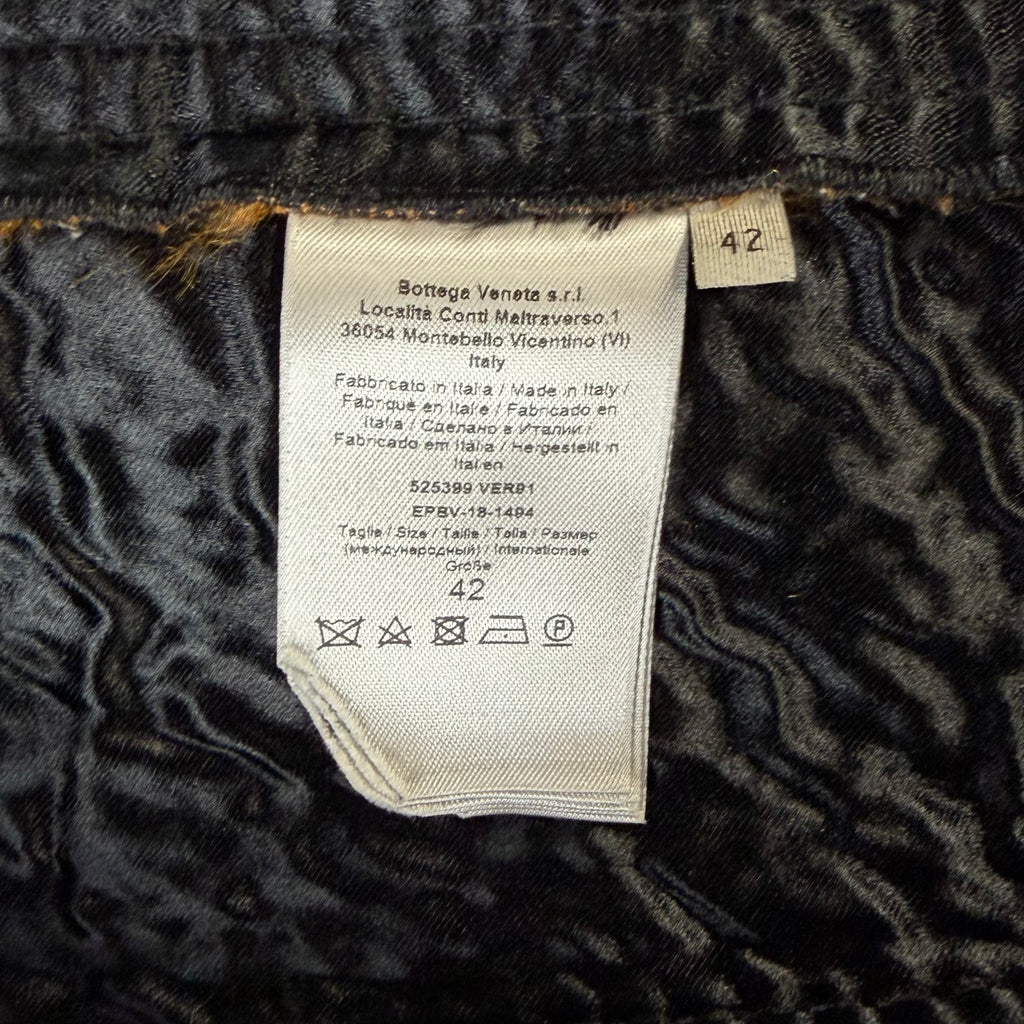 42
Bottega Veneta s.r.l.
Località Conti Maltraverso,1
36054 Montebello Vicentino (VI)
Italy
Fabbricato in Italia / Made in Italy /
Fabriqué en Italie / Fabricado en
Italia / Сделано в Италии /
Fabricado em Itália / Hergestellt in
Italien
525399 VER91
EPBV-18-1494
Taglia / Size / Taille / Talla / Размер
(международный) / Internationale
Größe
42
P